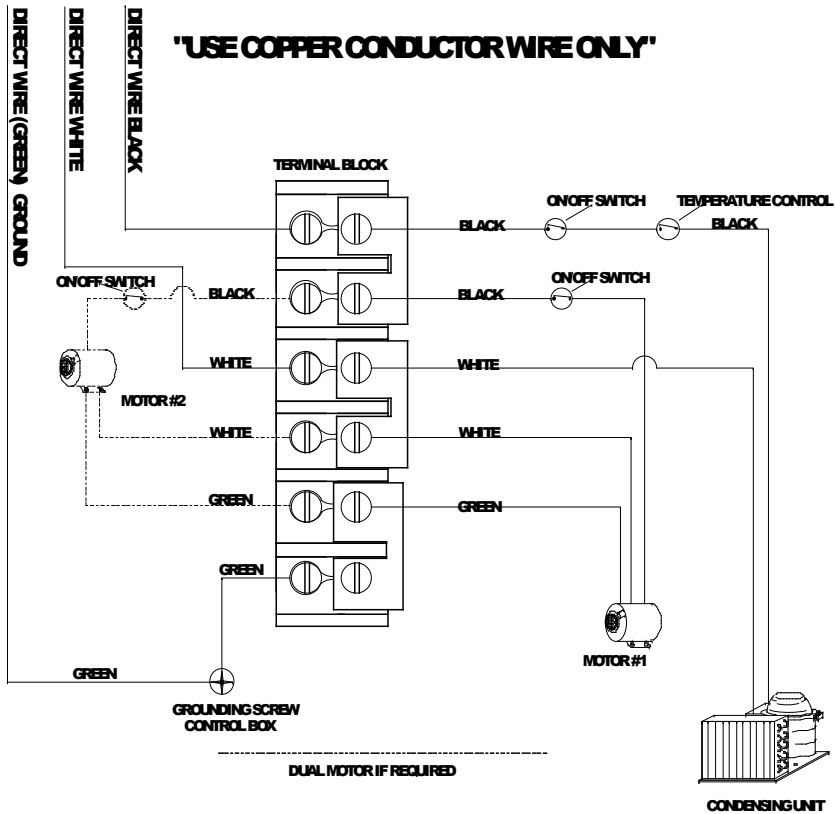 "USE COPPER CONDUCTOR WIRE ONLY"
DIRECT WIRE (GREEN) GROUND
DIRECT WIRE WHITE
DIRECT WIRE BLACK
TERMINAL BLOCK
ON/OFF SWITCH
TEMPERATURE CONTROL
BLACK
BLACK
ON/OFF SWITCH
BLACK
BLACK
ON/OFF SWITCH
WHITE
WHITE
MOTOR #2
WHITE
WHITE
GREEN
GREEN
GREEN
MOTOR #1
GREEN
GROUNDING SCREW
CONTROL BOX
DUAL MOTOR IF REQUIRED
CONDENSING UNIT